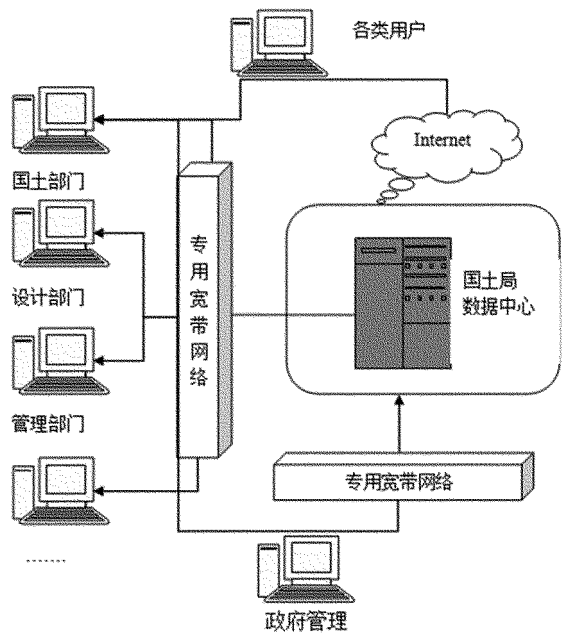 各类用户
Internet
国土部门
专用宽带网络
国土局
数据中心
设计部门
管理部门
专用宽带网络
.......
政府管理